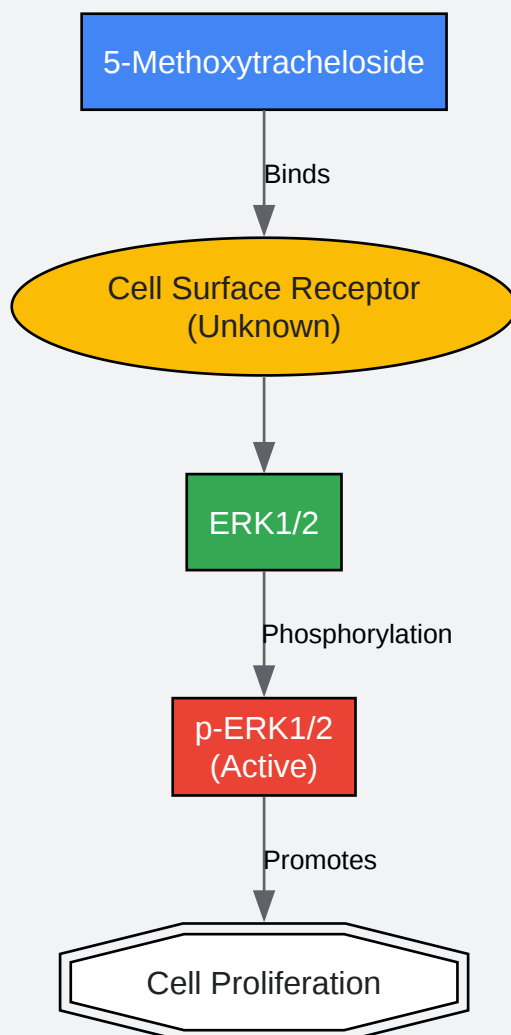 5-Methoxytracheloside
Binds
Cell Surface Receptor
(Unknown)
ERK1/2
Phosphorylation
p-ERK1/2
(Active)
Promotes
Cell Proliferation